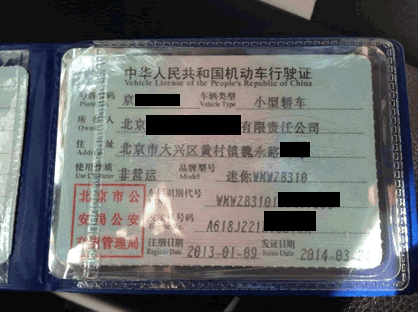 中华人民共和国机动车行驶证
Vehicle License of the People's Republic of China
号牌号码 京 车辆类型 小型轿车
Plate Vehicle Type
所有人 北京 有限责任公司
Owner
住址 北京市大兴区黄村镇魏永路
Address
使用性质 非营运 品牌型号 迷你WMWZB310
Use Character Model
北京市公 车辆识别代号 WMWZB3101
安局公安 号码 A618J221
交通管理局 注册日期 2013-01-09 发证日期 2014-03-2
Register Date Issue Date